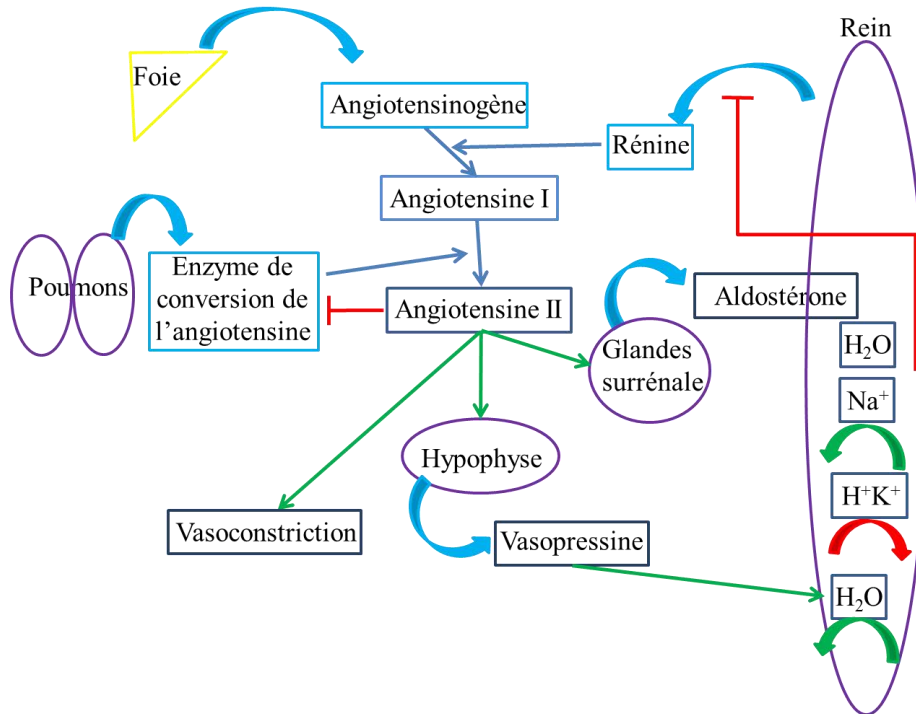 Rein
Foie
Angiotensinogène
Rénine
Angiotensine I
Poumons
Enzyme de
conversion de
l’angiotensine
Angiotensine II
Aldostérone
Glandes
surrénale
H₂O
Na⁺
Hypophyse
H⁺K⁺
Vasoconstriction
Vasopressine
H₂O